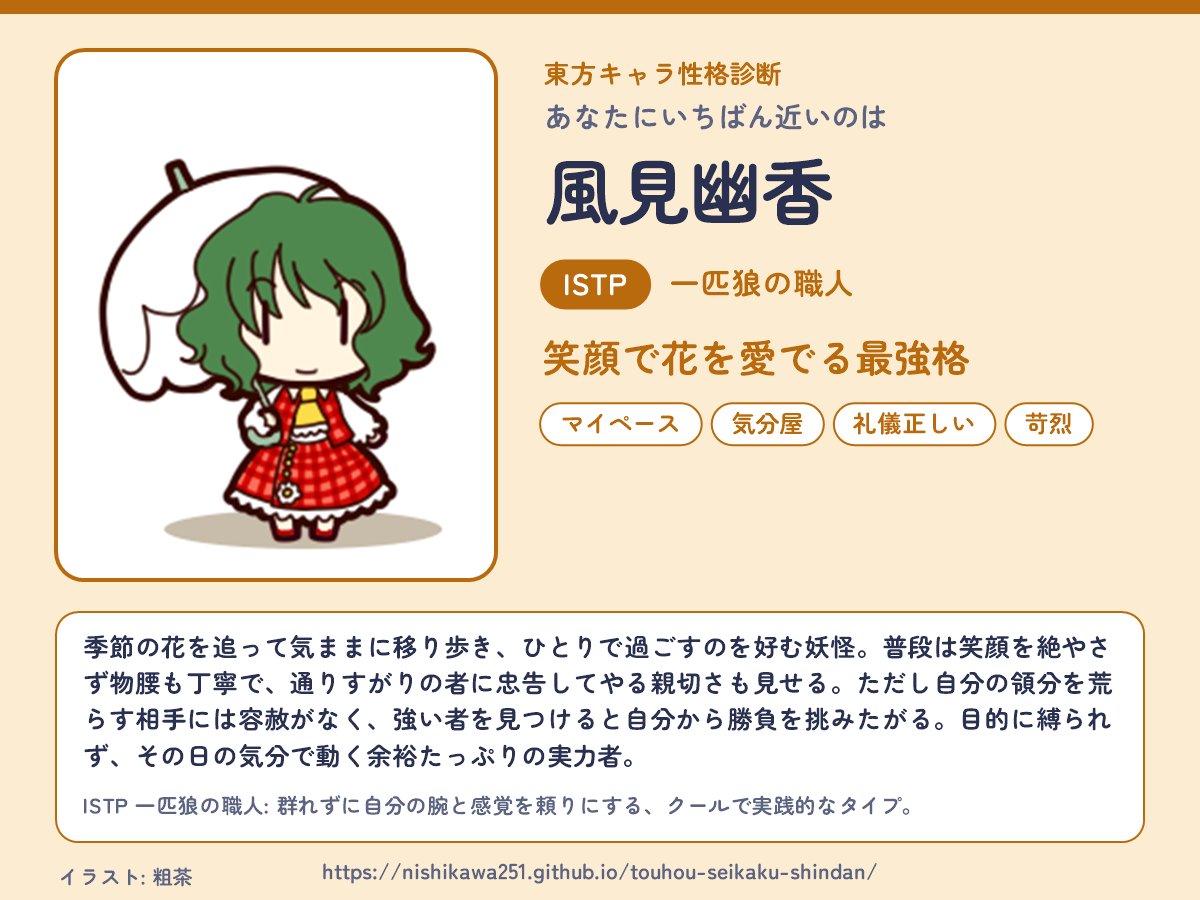 東方キャラ性格診断
あなたにいちばん近いのは
風見幽香
ISTP 一匹狼の職人
笑顔で花を愛でる最強格
マイペース 気分屋 礼儀正しい 苛烈
季節の花を追って気ままに移り歩き、ひとりで過ごすのを好む妖怪。普段は笑顔を絶やさ
ず物腰も丁寧で、通りすがりの者に忠告してやる親切さも見せる。ただし自分の領分を荒
らす相手には容赦がなく、強い者を見つけると自分から勝負を挑みたがる。目的に縛られ
ず、その日の気分で動く余裕たっぷりの実力者。
ISTP 一匹狼の職人: 群れずに自分の腕と感覚を頼りにする、クールで実践的なタイプ。
イラスト: 粗茶
https://nishikawa251.github.io/touhou-seikaku-shindan/